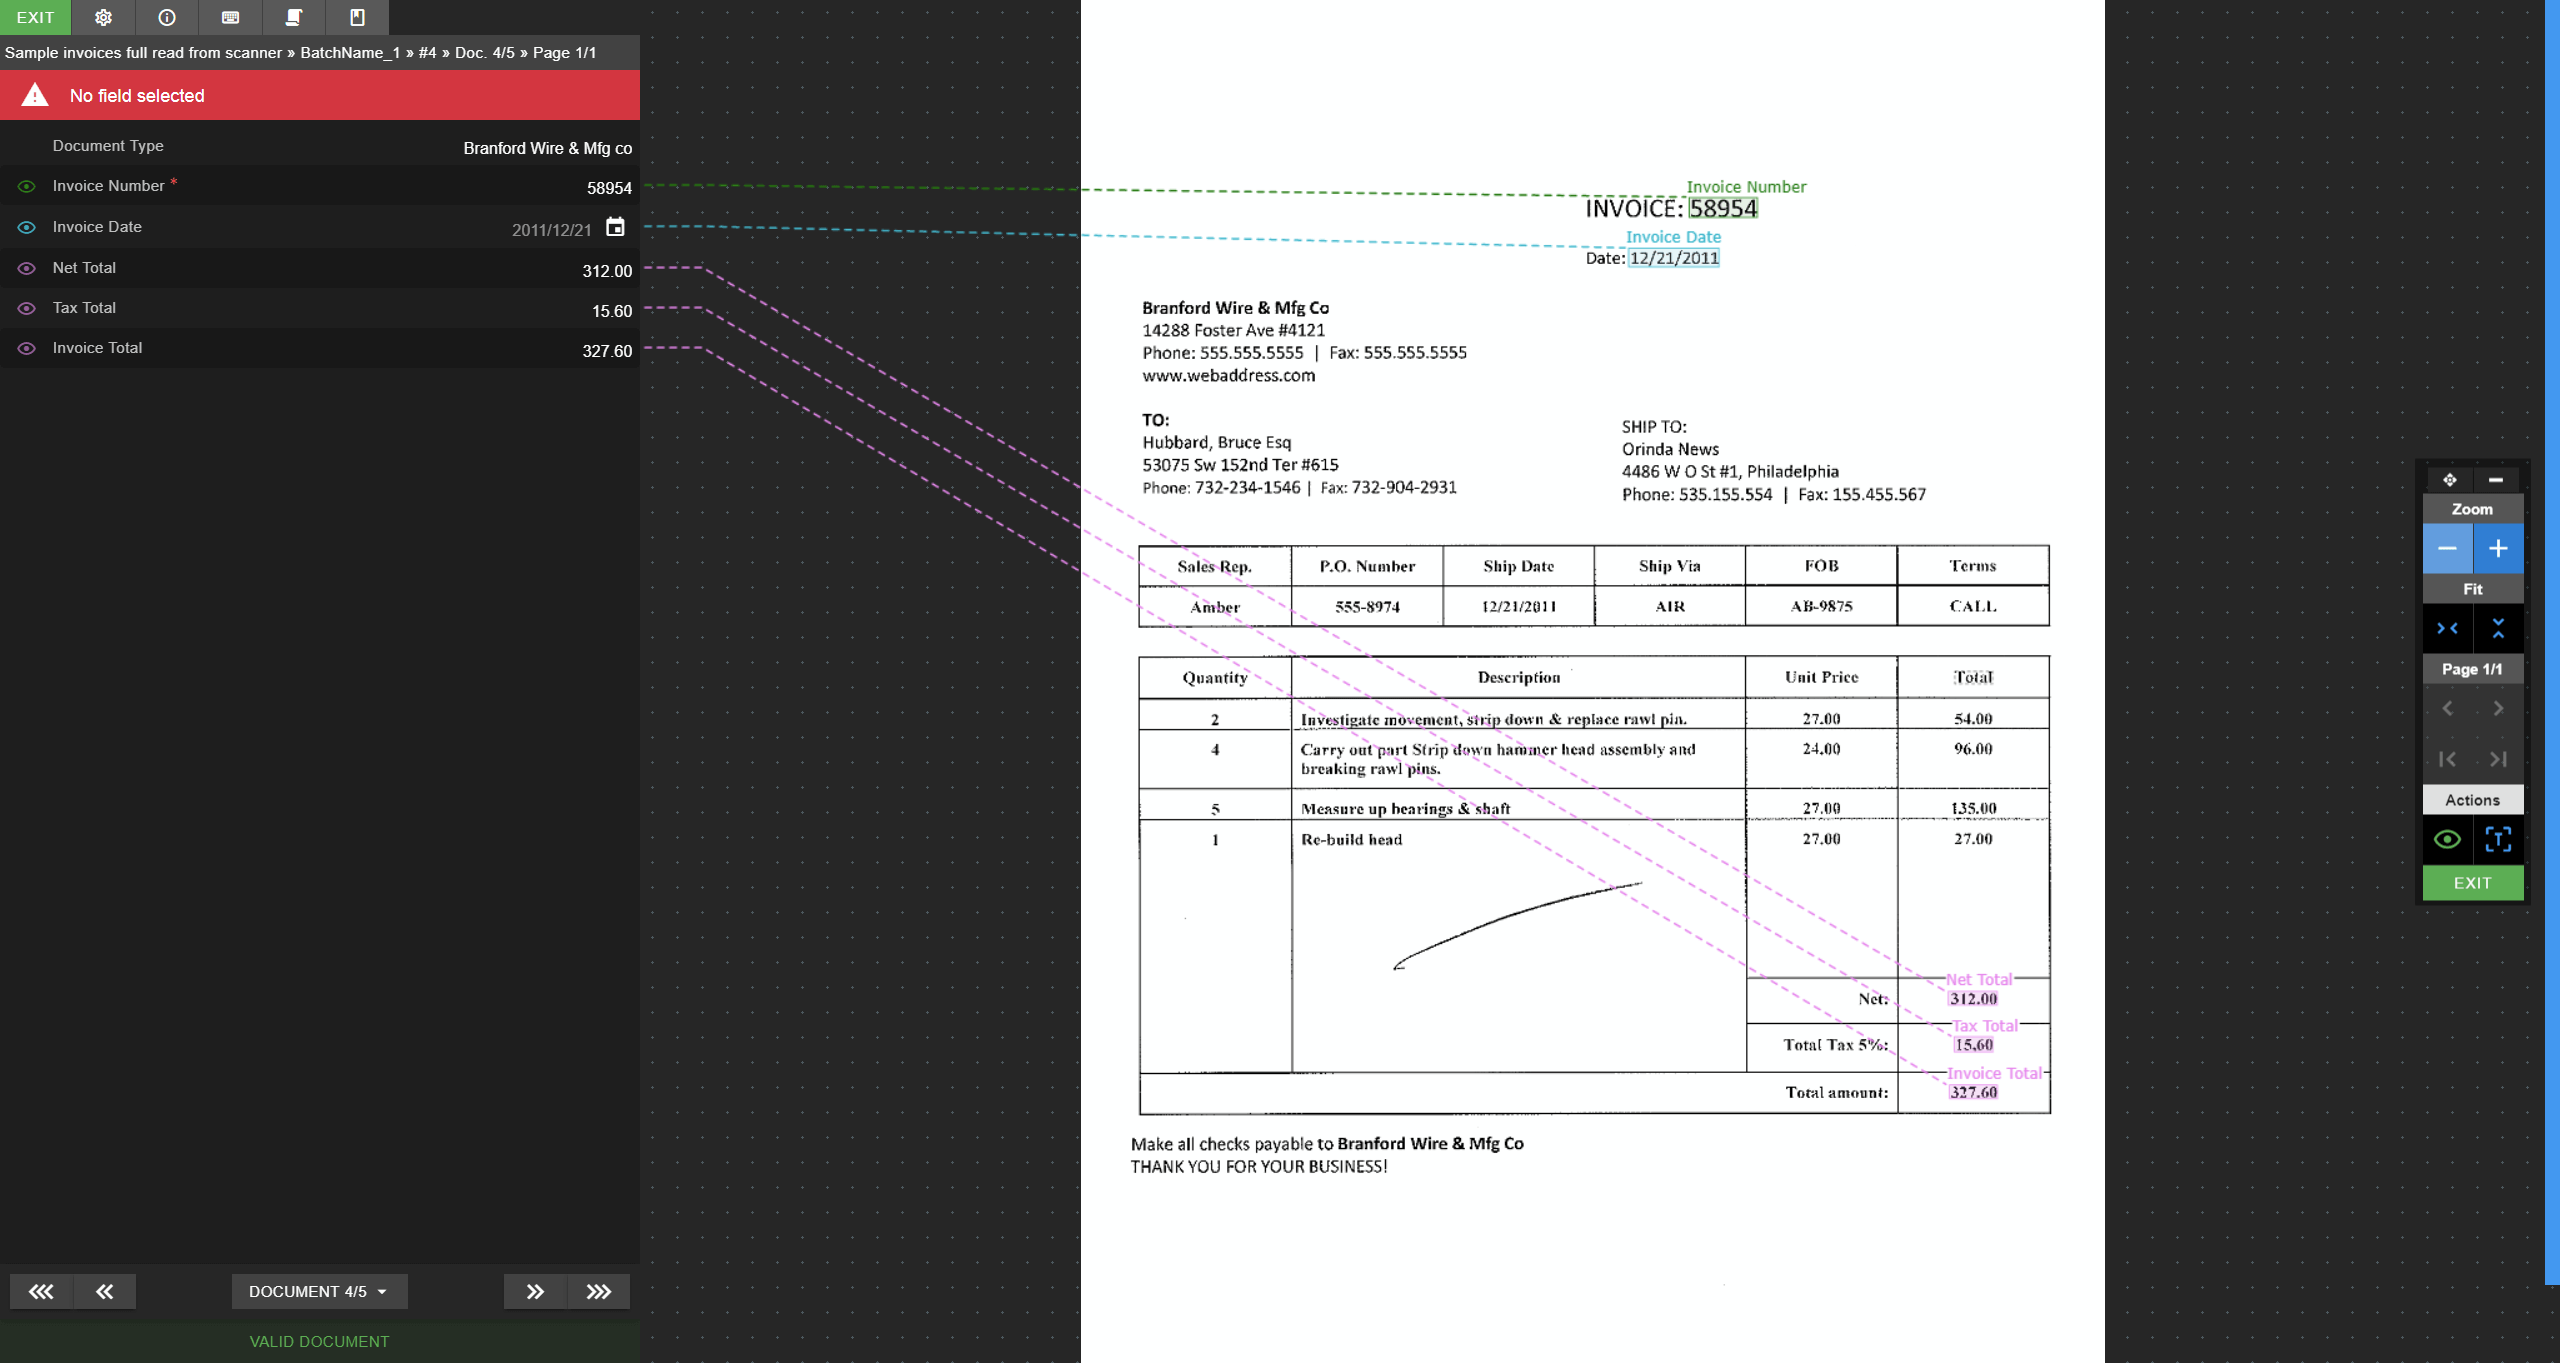 EXIT
Sample invoices full read from scanner » BatchName_1 » #4 » Doc. 4/5 » Page 1/1
No field selected
Document Type Branford Wire & Mfg co
Invoice Number * 58954
Invoice Date 2011/12/21
Net Total 312.00
Tax Total 15.60
Invoice Total 327.60
DOCUMENT 4/5
VALID DOCUMENT
Invoice Number
INVOICE: 58954
Invoice Date
Date: 12/21/2011
Branford Wire & Mfg Co
14288 Foster Ave #4121
Phone: 555.555.5555 | Fax: 555.555.5555
www.webaddress.com
TO:
Hubbard, Bruce Esq
53075 Sw 152nd Ter #615
Phone: 732-234-1546 | Fax: 732-904-2931
SHIP TO:
Orinda News
4486 W O St #1, Philadelphia
Phone: 535.155.554 | Fax: 155.455.567
Sales Rep. P.O. Number Ship Date Ship Via FOB Terms
Amber 555-8974 12/21/2011 AIR AB-9875 CALL
Quantity Description Unit Price Total
2 Investigate movement, strip down & replace rawl pin. 27.00 54.00
4 Carry out part Strip down hammer head assembly and 24.00 96.00
breaking rawl pins.
5 Measure up bearings & shaft 27.00 135.00
1 Re-build head 27.00 27.00
Net Total
Net: 312.00
Tax Total
Total Tax 5%: 15.60
Invoice Total
Total amount: 327.60
Make all checks payable to Branford Wire & Mfg Co
THANK YOU FOR YOUR BUSINESS!
Zoom
Fit
Page 1/1
Actions
EXIT